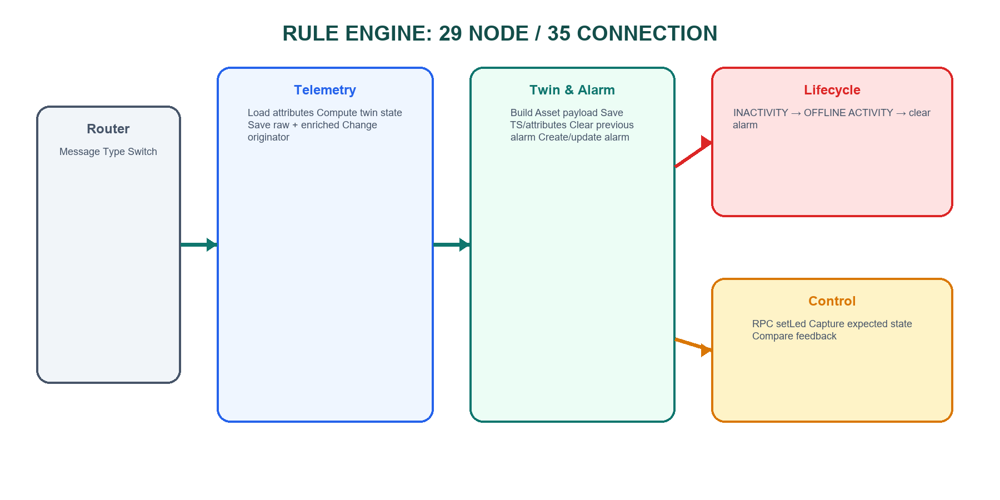 RULE ENGINE: 29 NODE / 35 CONNECTION
Router
Message Type Switch
Telemetry
Load attributes Compute twin state
Save raw + enriched Change
originator
Twin & Alarm
Build Asset payload Save
TS/attributes Clear previous
alarm Create/update alarm
Lifecycle
INACTIVITY → OFFLINE ACTIVITY → clear
alarm
Control
RPC setLed Capture expected state
Compare feedback